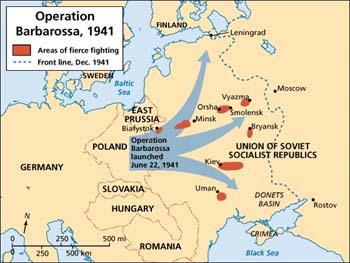 Operation
Barbarossa, 1941
Areas of fierce fighting
Front line, Dec. 1941
FINLAND
Leningrad
SWEDEN
Baltic
Sea
Moscow
Vyazma
Orsha
Smolensk
EAST
PRUSSIA
Minsk
Białystok
Bryansk
Operation
Barbarossa
launched
June 22, 1941
POLAND
UNION OF SOVIET
SOCIALIST REPUBLICS
GERMANY
Kiev
SLOVAKIA
Uman
DONETS
BASIN
HUNGARY
Rostov
N
CRIMEA
0 250 500 mi
0 500 km
ROMANIA
Black Sea